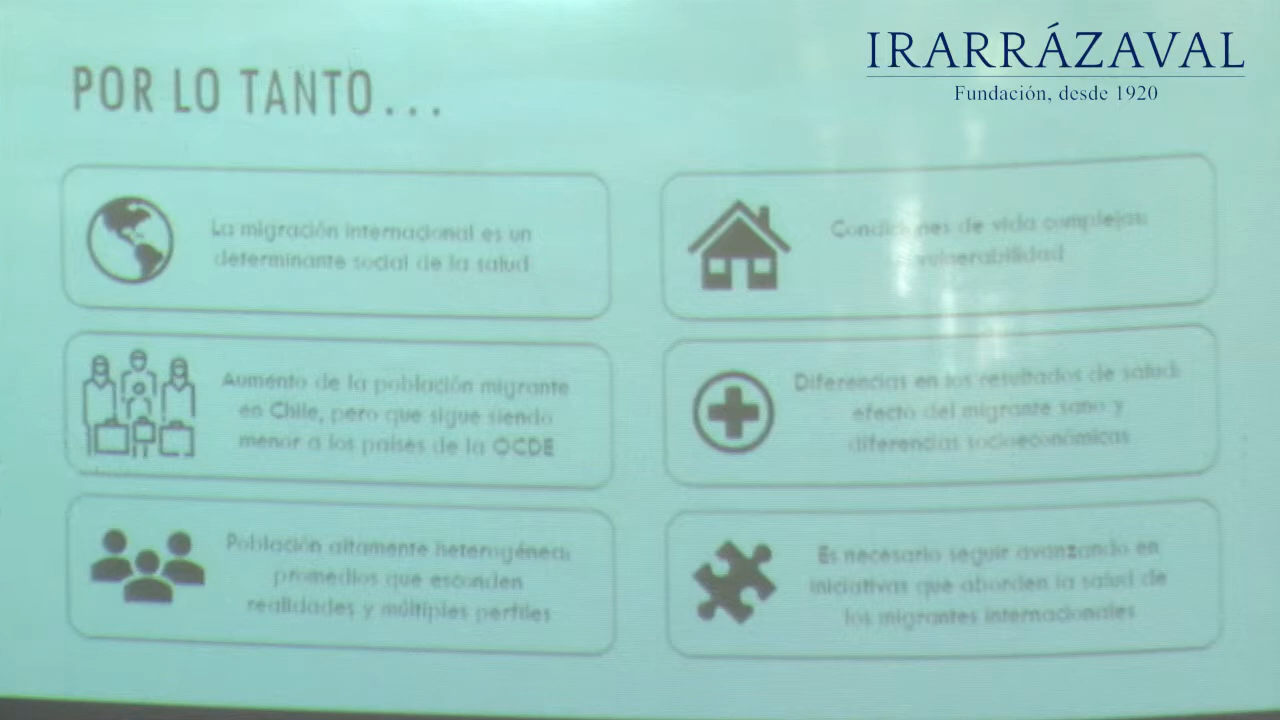 IRARRÁZAVAL
Fundación, desde 1920
POR LO TANTO...
La migración internacional es un
determinante social de la salud
Condiciones de vida complejas:
vulnerabilidad
Aumento de la población migrante
en Chile, pero que sigue siendo
menor a los países de la OCDE
Diferencias en los resultados de salud:
efecto del migrante sano y
diferencias socioeconómicas
Población altamente heterogénea:
promedios que esconden
realidades y múltiples perfiles
Es necesario seguir avanzando en
iniciativas que aborden la salud de
los migrantes internacionales